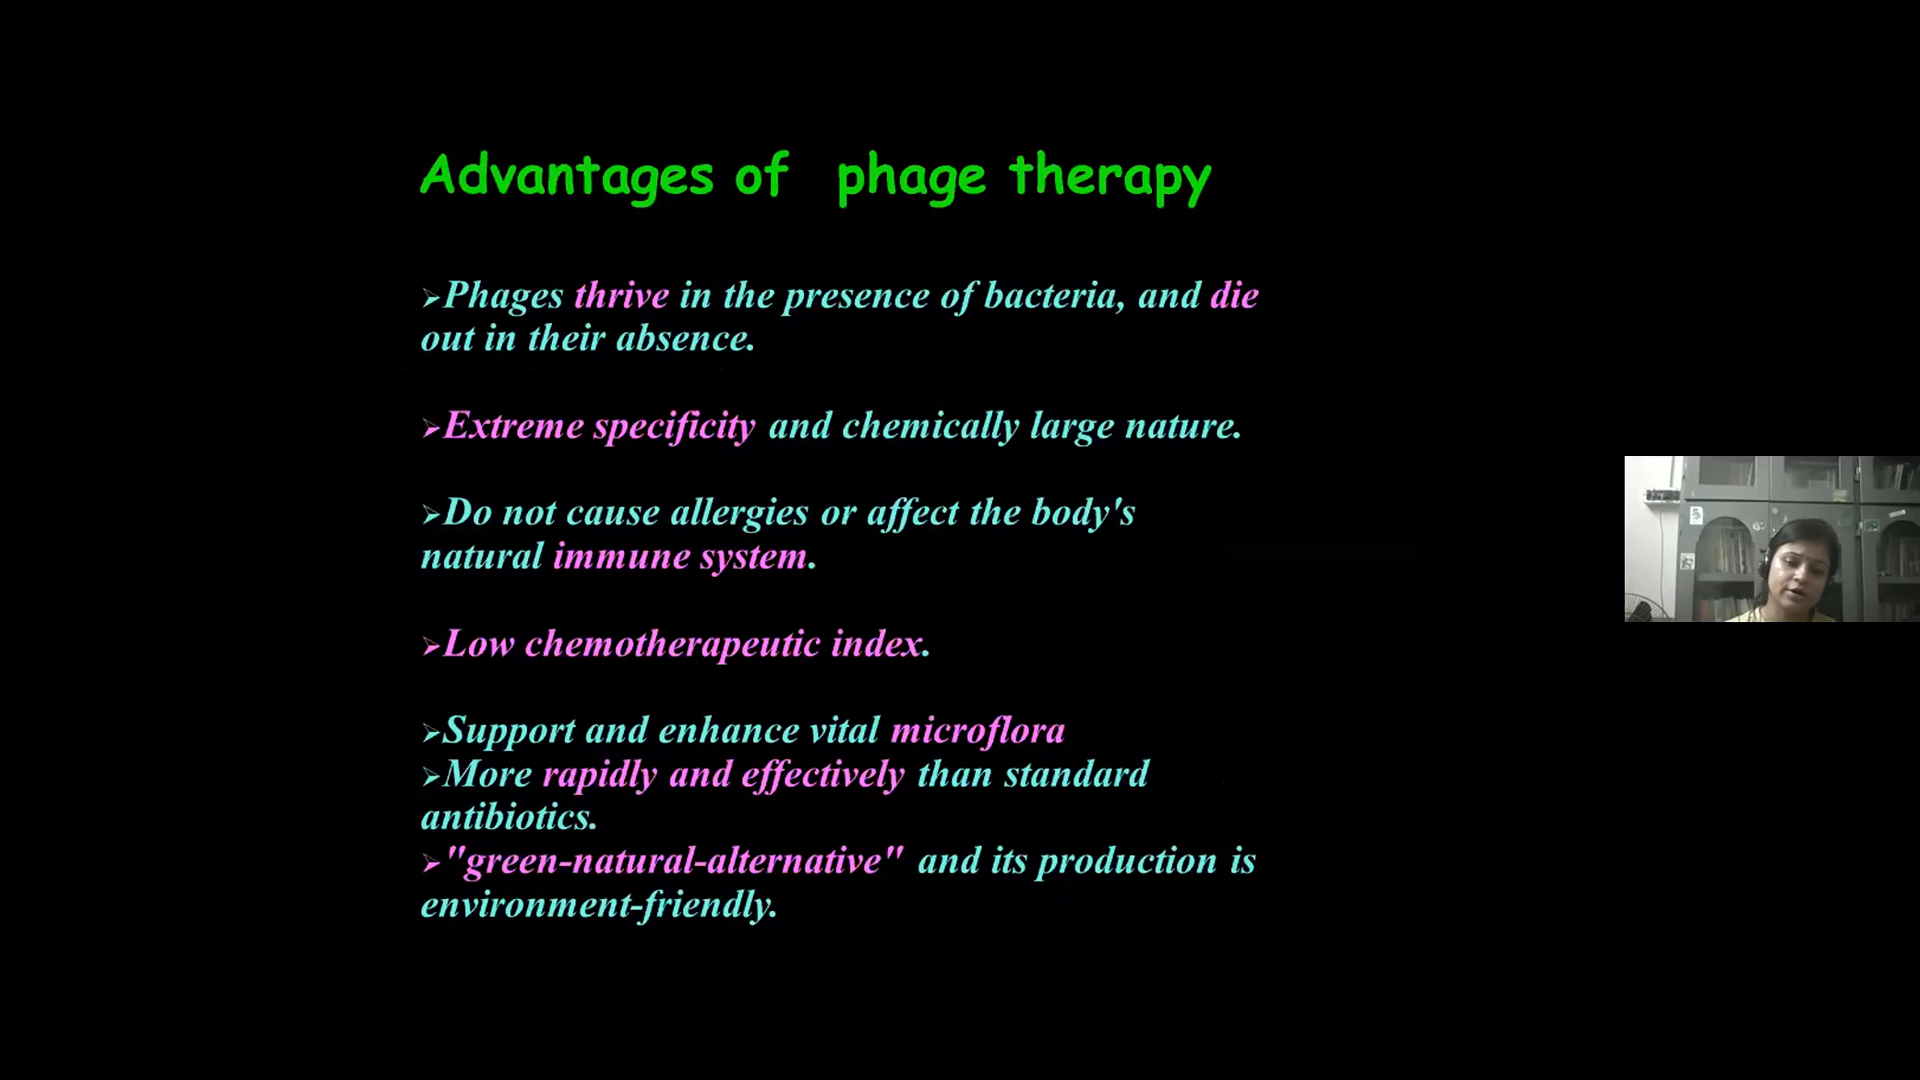 Advantages of phage therapy
➢Phages thrive in the presence of bacteria, and die
out in their absence.
➢Extreme specificity and chemically large nature.
➢Do not cause allergies or affect the body's
natural immune system.
➢Low chemotherapeutic index.
➢Support and enhance vital microflora
➢More rapidly and effectively than standard
antibiotics.
➢"green-natural-alternative" and its production is
environment-friendly.